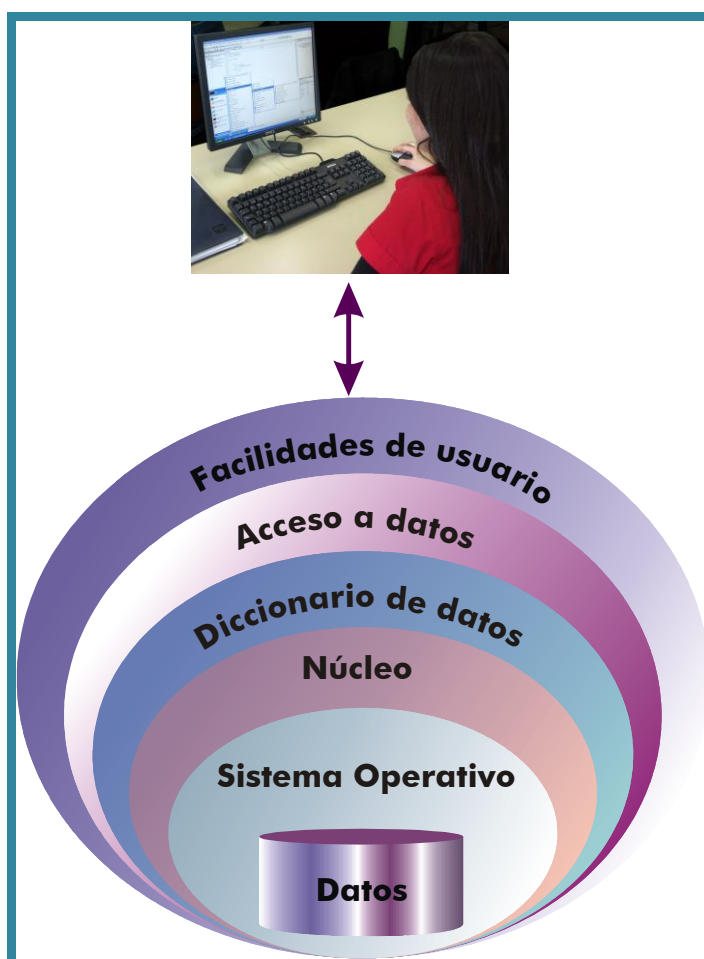 Facilidades de usuario
Acceso a datos
Diccionario de datos
Núcleo
Sistema Operativo
Datos